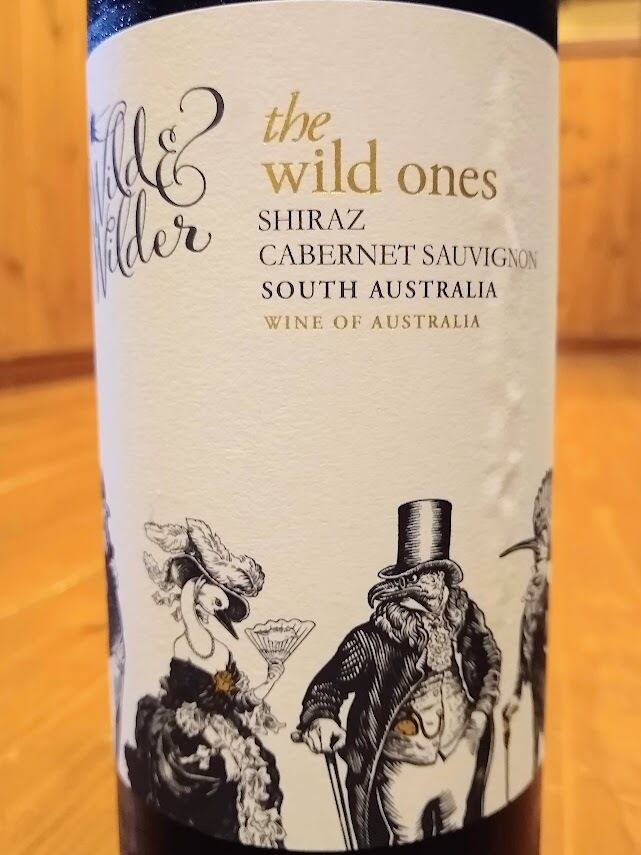 Wild &
Wilder
the
wild ones
SHIRAZ
CABERNET SAUVIGNON
SOUTH AUSTRALIA
WINE OF AUSTRALIA